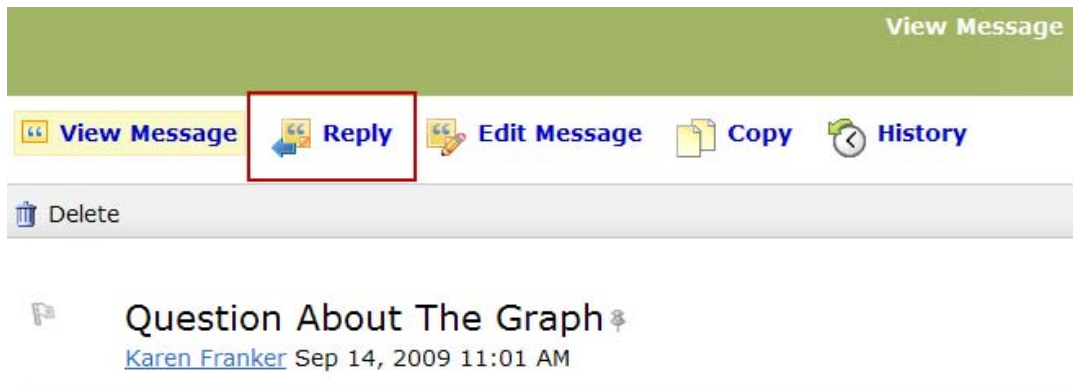 View Message
View Message Reply Edit Message Copy History
Delete
Question About The Graph
Karen Franker Sep 14, 2009 11:01 AM